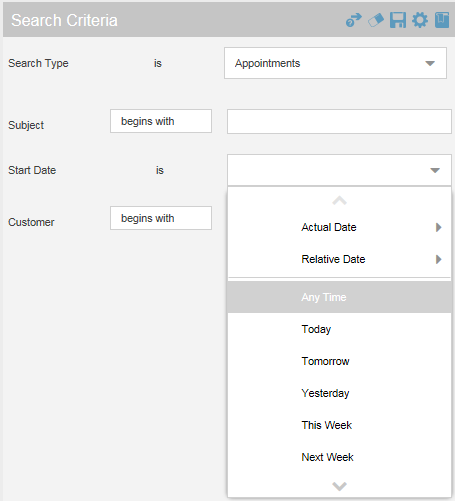 Search Criteria
Search Type is Appointments
Subject begins with
Start Date is
Customer begins with
Actual Date
Relative Date
Any Time
Today
Tomorrow
Yesterday
This Week
Next Week